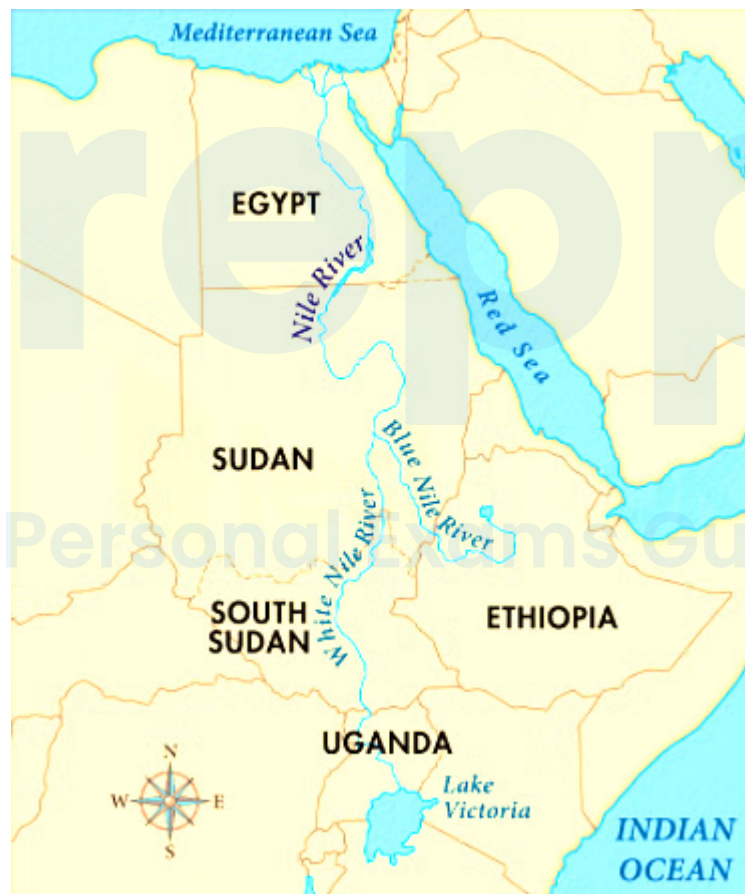 Mediterranean Sea
repp
EGYPT
Nile River
Red Sea
SUDAN
Blue Nile River
Personal Exams Gu
White Nile River
SOUTH
SUDAN
ETHIOPIA
UGANDA
N
W E
S
Lake
Victoria
INDIAN
OCEAN